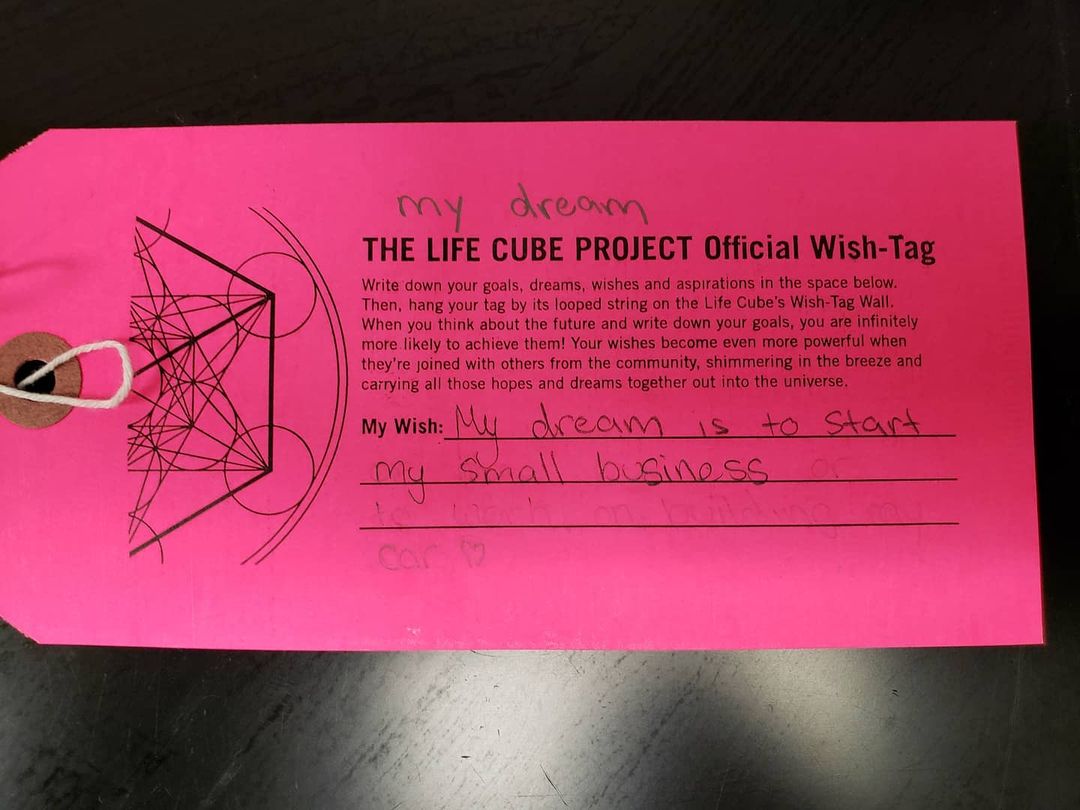 my dream
THE LIFE CUBE PROJECT Official Wish-Tag
Write down your goals, dreams, wishes and aspirations in the space below.
Then, hang your tag by its looped string on the Life Cube's Wish-Tag Wall.
When you think about the future and write down your goals, you are infinitely
more likely to achieve them! Your wishes become even more powerful when
they're joined with others from the community, shimmering in the breeze and
carrying all those hopes and dreams together out into the universe.
My Wish: My dream is to start
my small business or
to work on building my
car ♡